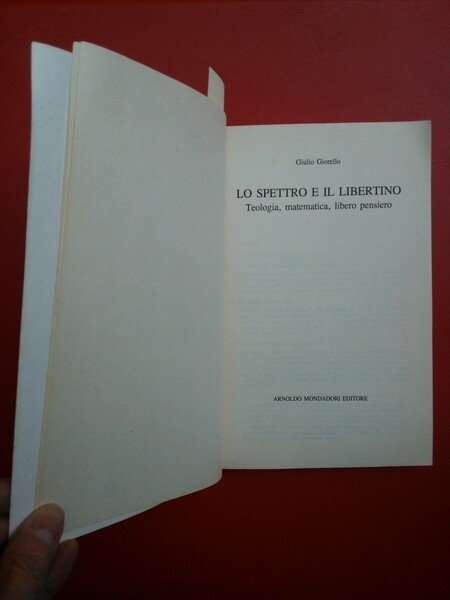 Giulio Giorello
LO SPETTRO E IL LIBERTINO
Teologia, matematica, libero pensiero
ARNOLDO MONDADORI EDITORE